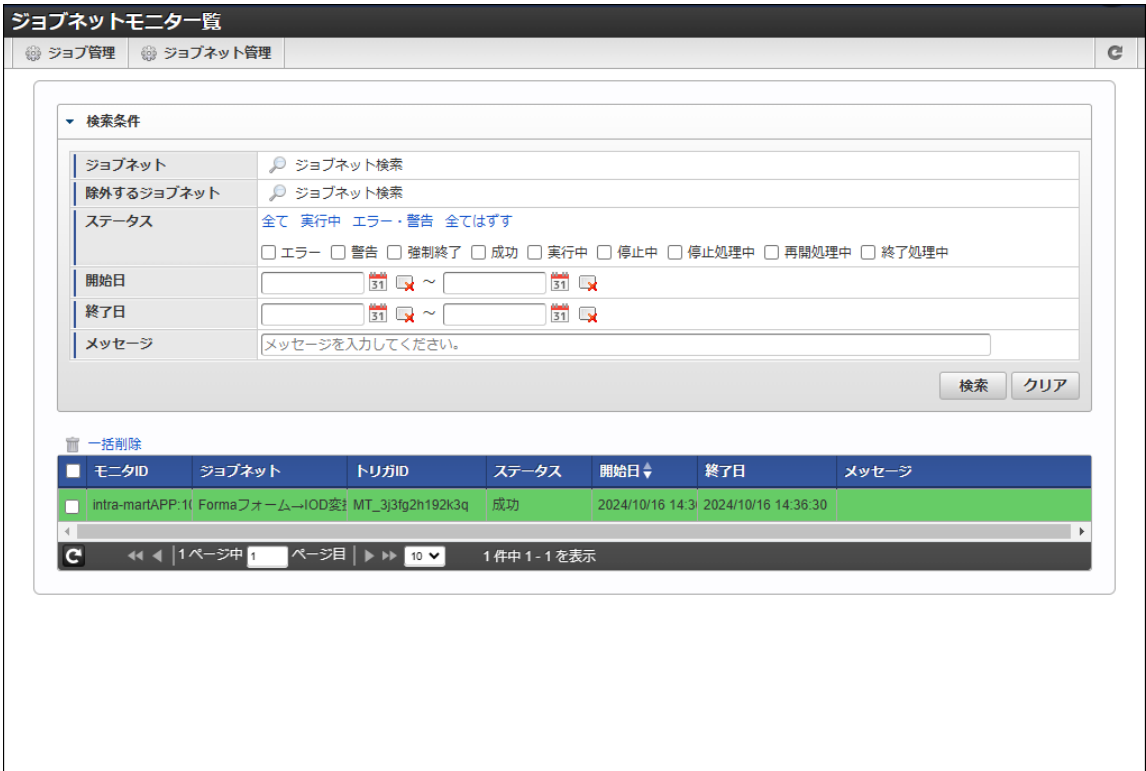 ジョブネットモニター覧
ジョブ管理 ジョブネット管理
検索条件
ジョブネット ジョブネット検索
除外するジョブネット ジョブネット検索
ステータス 全て 実行中 エラー・警告 全てはずす
エラー 警告 強制終了 成功 実行中 停止中 停止処理中 再開処理中 終了処理中
開始日 31 ～ 31
終了日 31 ～ 31
メッセージ メッセージを入力してください。
検索 クリア
一括削除
モニタID ジョブネット トリガID ステータス 開始日 終了日 メッセージ
intra-martAPP:1 Formaフォーム→IOD変換 MT_3j3fg2h192k3q 成功 2024/10/16 14:3 2024/10/16 14:36:30
1 ページ中 1 ページ目 10 1 件中 1 - 1 を表示